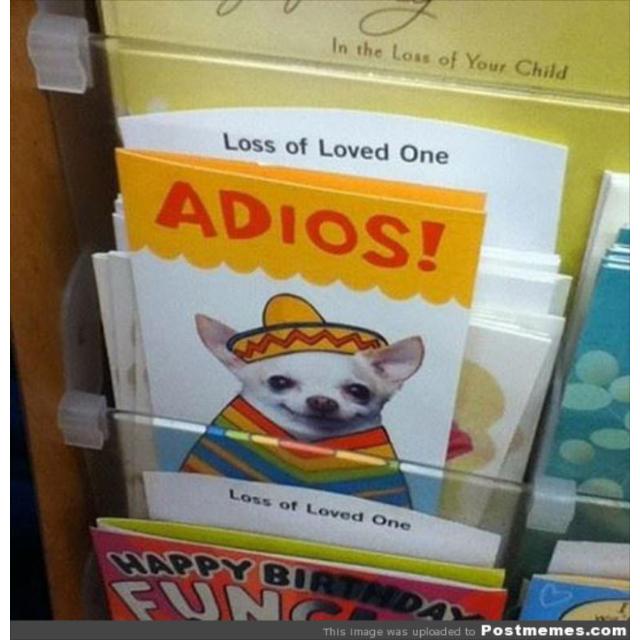 In the Loss of Your Child
Loss of Loved One
ADIOS!
Loss of Loved One
HAPPY BIRTHDAY
This image was uploaded to Postmemes.com